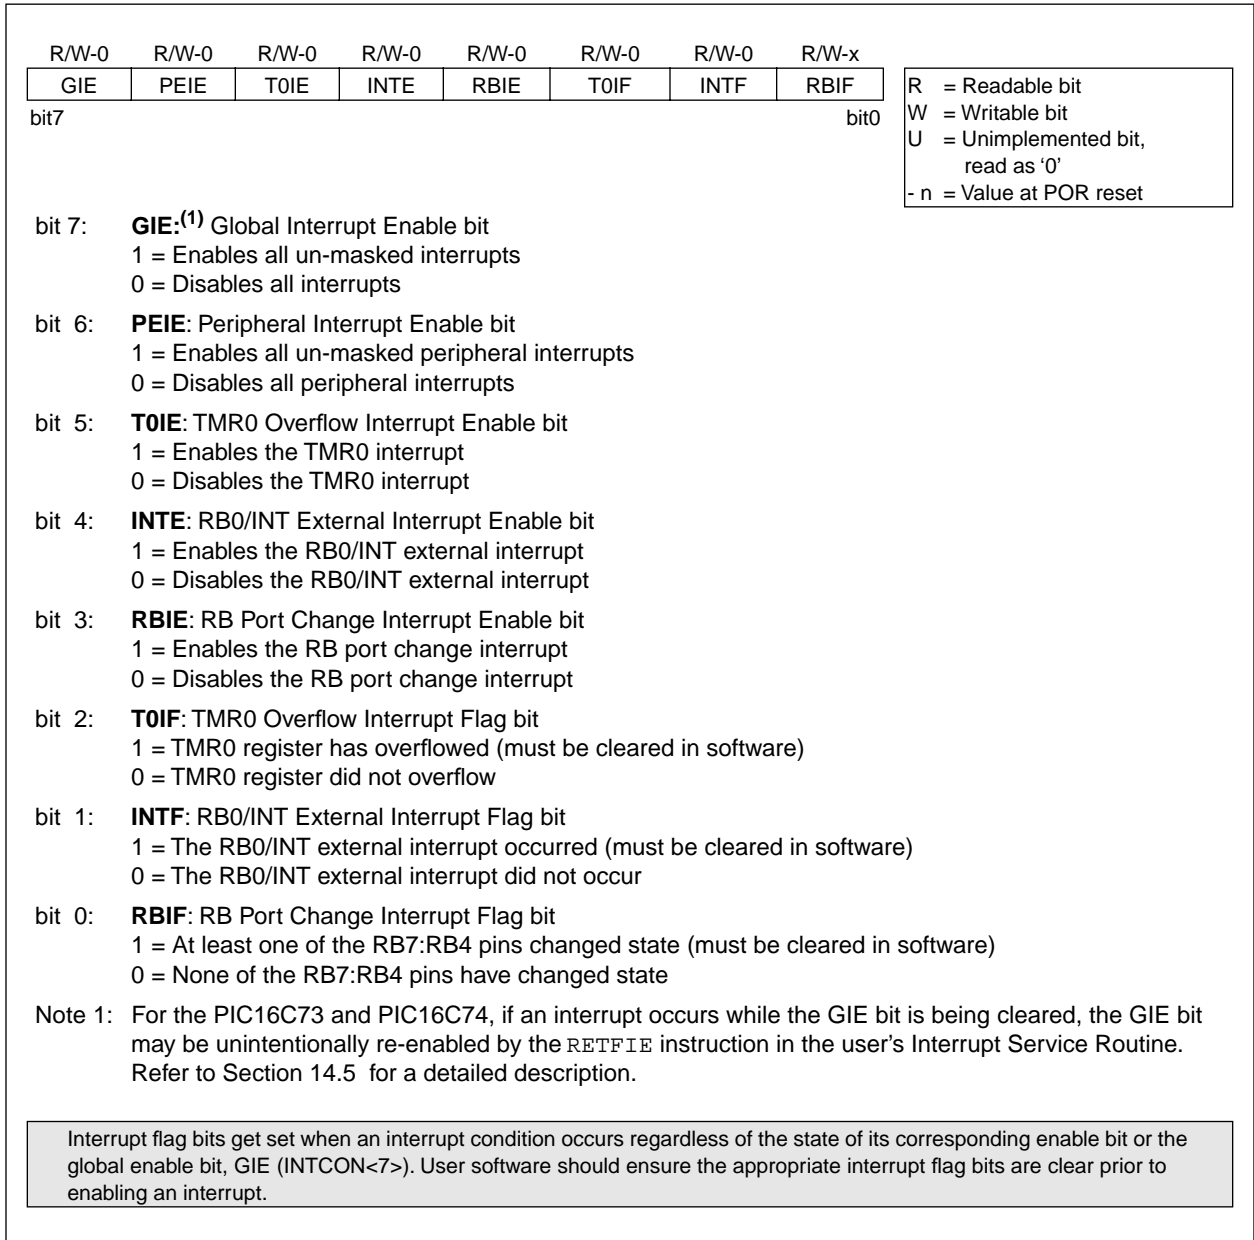 R/W-0 R/W-0 R/W-0 R/W-0 R/W-0 R/W-0 R/W-0 R/W-x
GIE PEIE T0IE INTE RBIE T0IF INTF RBIF
bit7 bit0
R = Readable bit
W = Writable bit
U = Unimplemented bit,
read as ‘0’
- n = Value at POR reset
bit 7: GIE:(1) Global Interrupt Enable bit
1 = Enables all un-masked interrupts
0 = Disables all interrupts
bit 6: PEIE: Peripheral Interrupt Enable bit
1 = Enables all un-masked peripheral interrupts
0 = Disables all peripheral interrupts
bit 5: T0IE: TMR0 Overflow Interrupt Enable bit
1 = Enables the TMR0 interrupt
0 = Disables the TMR0 interrupt
bit 4: INTE: RB0/INT External Interrupt Enable bit
1 = Enables the RB0/INT external interrupt
0 = Disables the RB0/INT external interrupt
bit 3: RBIE: RB Port Change Interrupt Enable bit
1 = Enables the RB port change interrupt
0 = Disables the RB port change interrupt
bit 2: T0IF: TMR0 Overflow Interrupt Flag bit
1 = TMR0 register has overflowed (must be cleared in software)
0 = TMR0 register did not overflow
bit 1: INTF: RB0/INT External Interrupt Flag bit
1 = The RB0/INT external interrupt occurred (must be cleared in software)
0 = The RB0/INT external interrupt did not occur
bit 0: RBIF: RB Port Change Interrupt Flag bit
1 = At least one of the RB7:RB4 pins changed state (must be cleared in software)
0 = None of the RB7:RB4 pins have changed state
Note 1: For the PIC16C73 and PIC16C74, if an interrupt occurs while the GIE bit is being cleared, the GIE bit
may be unintentionally re-enabled by the RETFIE instruction in the user's Interrupt Service Routine.
Refer to Section 14.5 for a detailed description.
Interrupt flag bits get set when an interrupt condition occurs regardless of the state of its corresponding enable bit or the
global enable bit, GIE (INTCON<7>). User software should ensure the appropriate interrupt flag bits are clear prior to
enabling an interrupt.